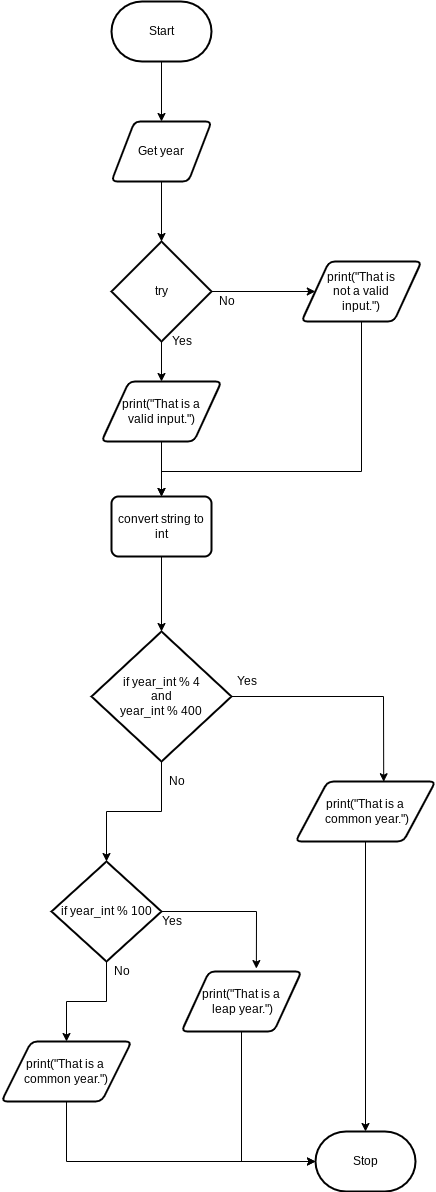 Start
Get year
try
No
print("That is
not a valid
input.")
Yes
print("That is a
valid input.")
convert string to
int
if year_int % 4
and
year_int % 400
Yes
No
print("That is a
common year.")
if year_int % 100
Yes
No
print("That is a
leap year.")
print("That is a
common year.")
Stop